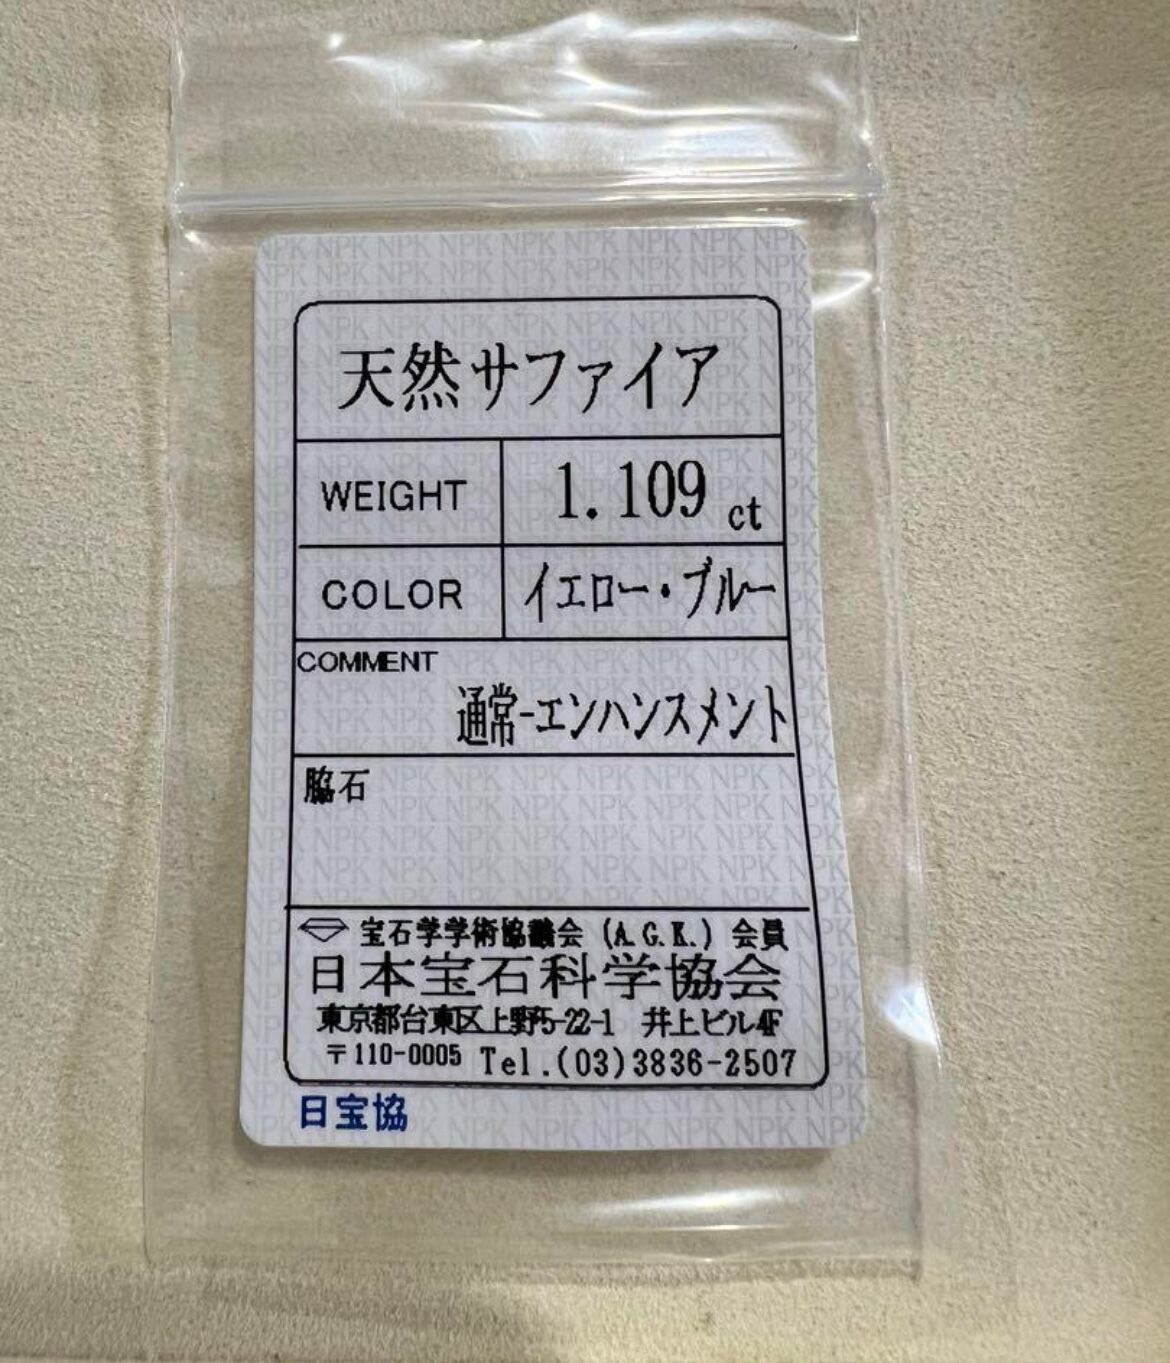 天然サファイア
WEIGHT 1.109 ct
COLOR イエロー・ブルー
COMMENT
通常-エンハンスメント
脇石
宝石学学術協議会 (A.G.K.) 会員
日本宝石科学協会
東京都台東区上野5-22-1 井上ビル4F
〒110-0005 Tel.(03)3836-2507
日宝協